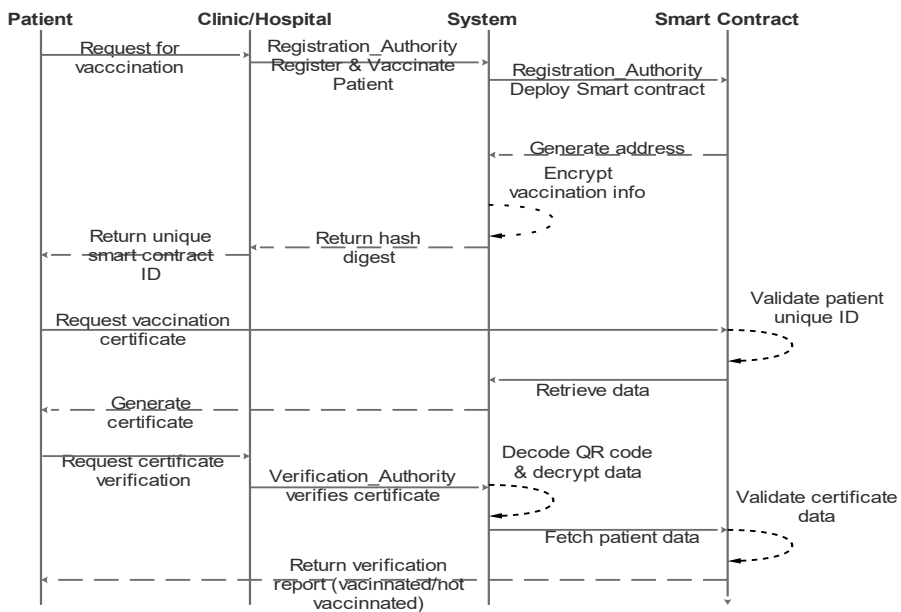 Patient
Clinic/Hospital
System
Smart Contract
Request for
vacccination
Registration_Authority
Register & Vaccinate
Patient
Registration_Authority
Deploy Smart contract
Generate address
Encrypt
vaccination info
Return hash
digest
Return unique
smart contract
ID
Validate patient
unique ID
Request vaccination
certificate
Retrieve data
Generate
certificate
Request certificate
verification
Verification_Authority
verifies certificate
Decode QR code
& decrypt data
Validate certificate
data
Fetch patient data
Return verification
report (vacinnated/not
vaccinnated)